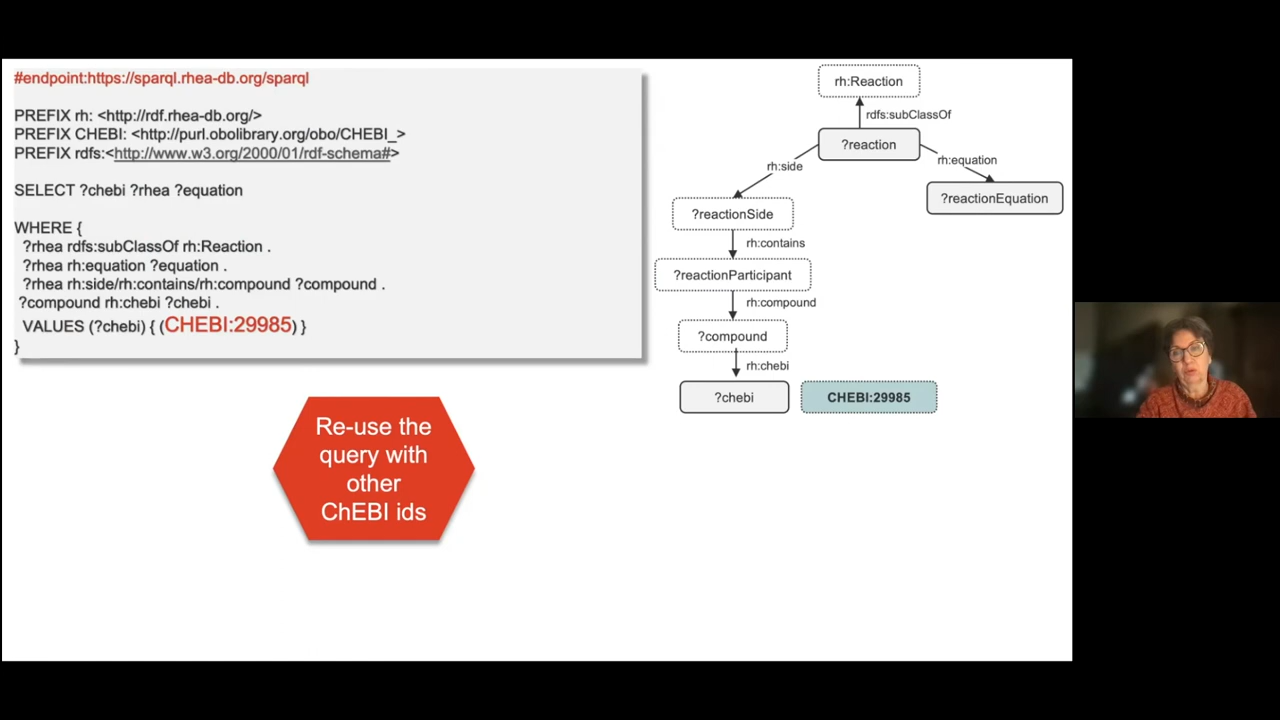 #endpoint:https://sparql.rhea-db.org/sparql
PREFIX rh: <http://rdf.rhea-db.org/>
PREFIX CHEBI: <http://purl.obolibrary.org/obo/CHEBI_>
PREFIX rdfs:<http://www.w3.org/2000/01/rdf-schema#>
SELECT ?chebi ?rhea ?equation
WHERE {
?rhea rdfs:subClassOf rh:Reaction .
?rhea rh:equation ?equation .
?rhea rh:side/rh:contains/rh:compound ?compound .
?compound rh:chebi ?chebi .
VALUES (?chebi) { (CHEBI:29985) }
}
Re-use the
query with
other
ChEBI ids
rh:Reaction
rdfs:subClassOf
?reaction
rh:side
rh:equation
?reactionEquation
?reactionSide
rh:contains
?reactionParticipant
rh:compound
?compound
rh:chebi
?chebi
CHEBI:29985